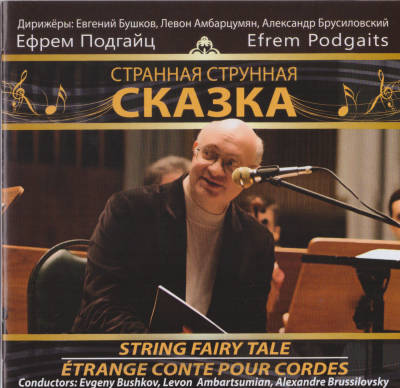 Дирижёры: Евгений Бушков, Левон Амбарцумян, Александр Брусиловский
Ефрем Подгайц Efrem Podgaits
СТРАННАЯ СТРУННАЯ
СКАЗКА
STRING FAIRY TALE
ÉTRANGE CONTE POUR CORDES
Conductors: Evgeny Bushkov, Levon Ambartsumian, Alexandre Brussilovsky